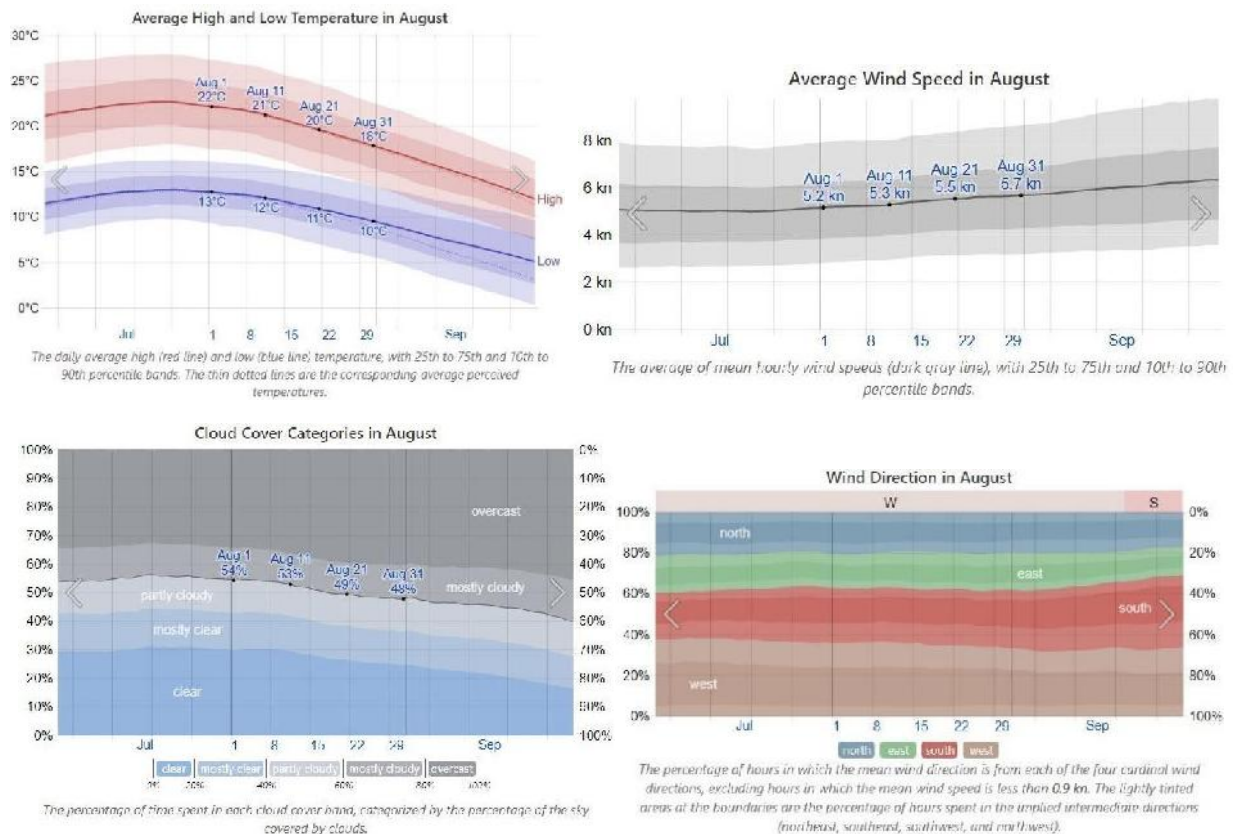 Average High and Low Temperature in August
30°C
25°C
20°C
15°C
10°C
5°C
0°C
Aug 1
22°C
Aug 11
21°C
Aug 21
20°C
Aug 31
18°C
13°C
12°C
11°C
10°C
High
Low
Jul 1 8 15 22 29 Sep
The daily average high (red line) and low (blue line) temperature, with 25th to 75th and 10th to
90th percentile bands. The thin dotted lines are the corresponding average perceived
temperatures.
Average Wind Speed in August
8 kn
6 kn
4 kn
2 kn
0 kn
Aug 1
5.2 kn
Aug 11
5.3 kn
Aug 21
5.5 kn
Aug 31
5.7 kn
Jul 1 8 15 22 29 Sep
The average of mean hourly wind speeds (dark gray line), with 25th to 75th and 10th to 90th
percentile bands.
Cloud Cover Categories in August
100% 0%
90% 10%
80% 20%
70% 30%
60% 40%
50% 50%
40% 60%
30% 70%
20% 80%
10% 90%
0% 100%
overcast
Aug 1
54%
Aug
53%
Aug 21
49%
Aug 31
48%
mostly cloudy
partly cloudy
mostly clear
clear
Jul 1 8 15 22 29 Sep
clear mostly clear partly cloudy mostly cloudy overcast
0% 20% 40% 60% 80% 100%
The percentage of time spent in each cloud cover band, categorized by the percentage of the sky
covered by clouds.
Wind Direction in August
W S
100% 0%
80% 20%
60% 40%
40% 60%
20% 80%
0% 100%
north
east
south
west
Jul 1 8 15 22 29 Sep
north east south west
The percentage of hours in which the mean wind direction is from each of the four cardinal wind
directions, excluding hours in which the mean wind speed is less than 0.9 kn. The lightly tinted
areas at the boundaries are the percentage of hours spent in the implied intermediate directions
(northeast, southeast, southwest, and northwest).